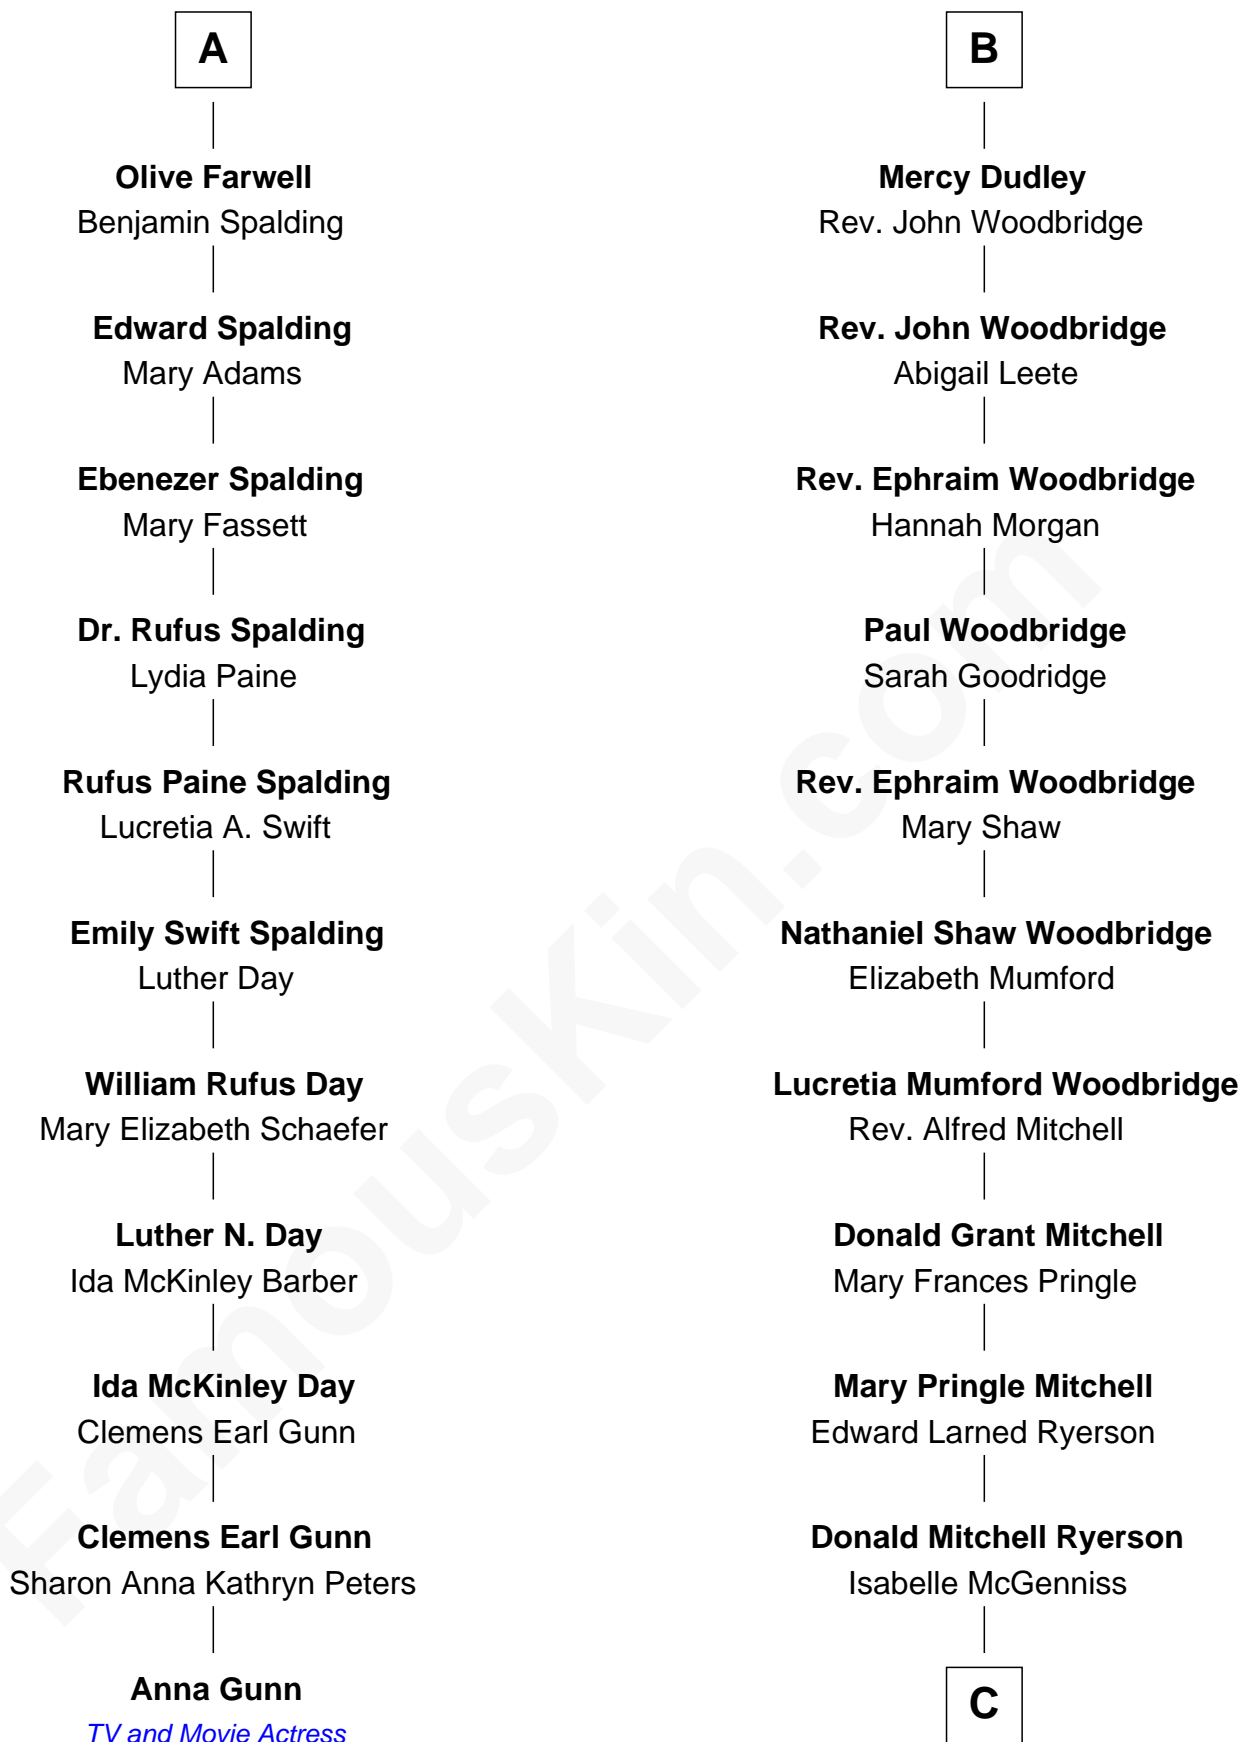 A
Olive Farwell
Benjamin Spalding
Edward Spalding
Mary Adams
Ebenezer Spalding
Mary Fassett
Dr. Rufus Spalding
Lydia Paine
Rufus Paine Spalding
Lucretia A. Swift
Emily Swift Spalding
Luther Day
William Rufus Day
Mary Elizabeth Schaefer
Luther N. Day
Ida McKinley Barber
Ida McKinley Day
Clemens Earl Gunn
Clemens Earl Gunn
Sharon Anna Kathryn Peters
Anna Gunn
TV and Movie Actress
B
Mercy Dudley
Rev. John Woodbridge
Rev. John Woodbridge
Abigail Leete
Rev. Ephraim Woodbridge
Hannah Morgan
Paul Woodbridge
Sarah Goodridge
Rev. Ephraim Woodbridge
Mary Shaw
Nathaniel Shaw Woodbridge
Elizabeth Mumford
Lucretia Mumford Woodbridge
Rev. Alfred Mitchell
Donald Grant Mitchell
Mary Frances Pringle
Mary Pringle Mitchell
Edward Larned Ryerson
Donald Mitchell Ryerson
Isabelle McGenniss
C
FamousKin.com